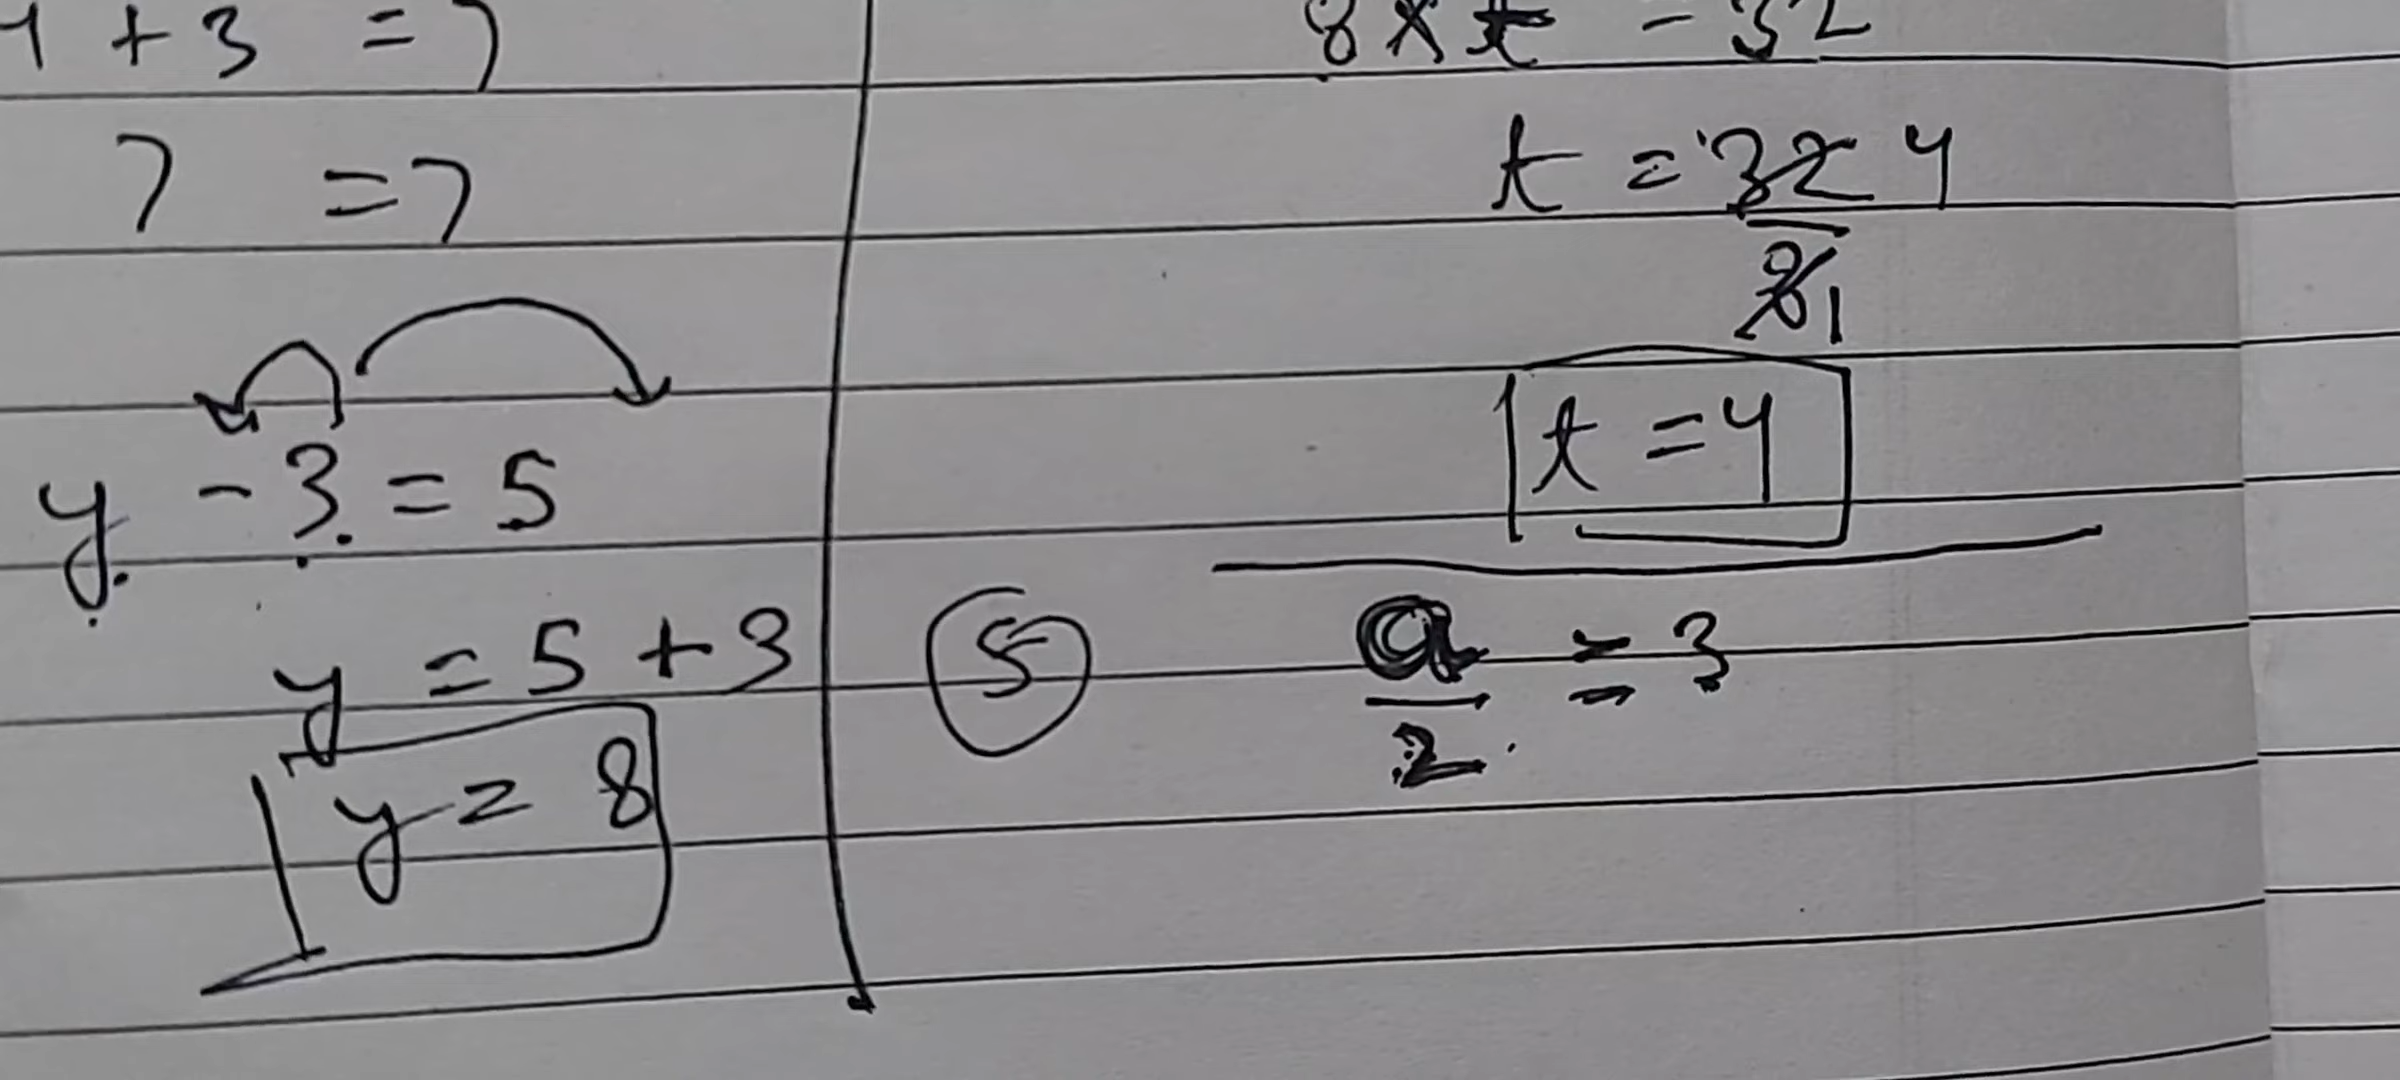 4 + 3 = 7
7 = 7
y - 3 = 5
y = 5 + 3
y = 8
8 × t = 32
t = 32 4
8 1
t = 4
5 a = 3
2